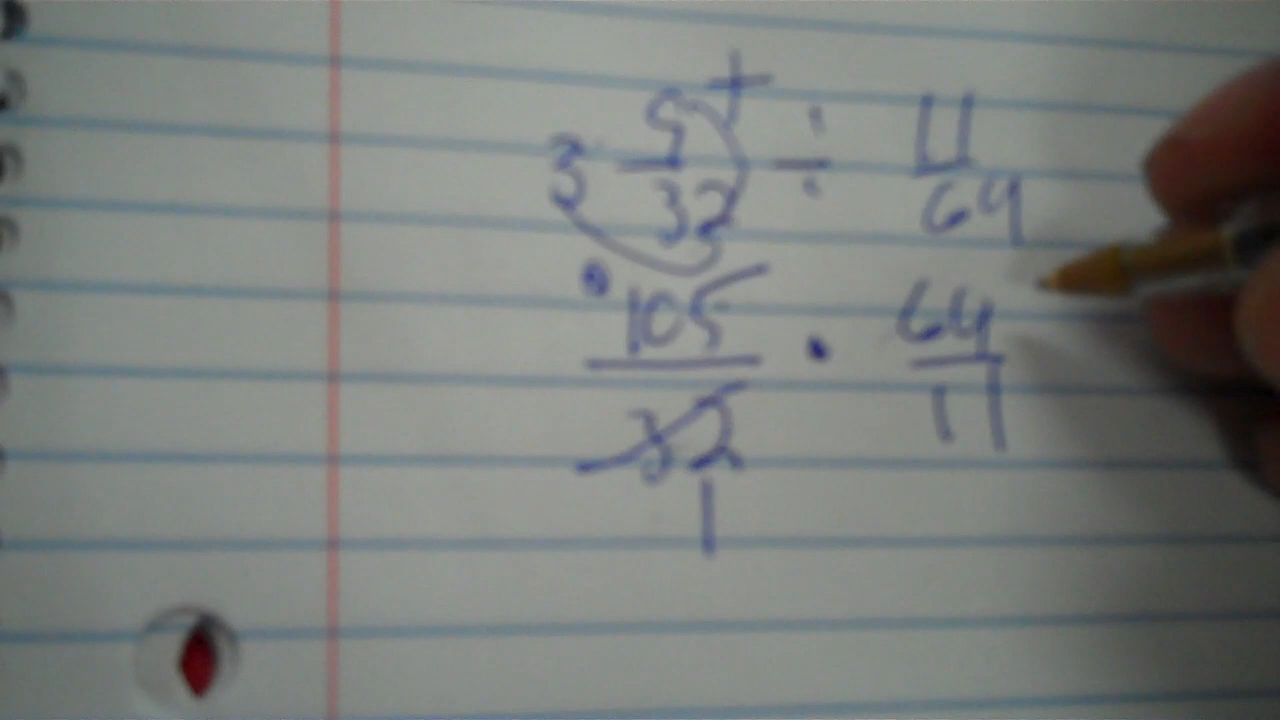 +
3 5/32 ÷ 11/64
• 105/32 • 64/11
1